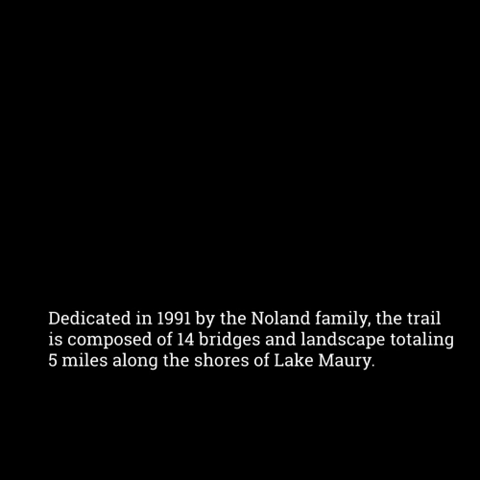 Dedicated in 1991 by the Noland family, the trail
is composed of 14 bridges and landscape totaling
5 miles along the shores of Lake Maury.